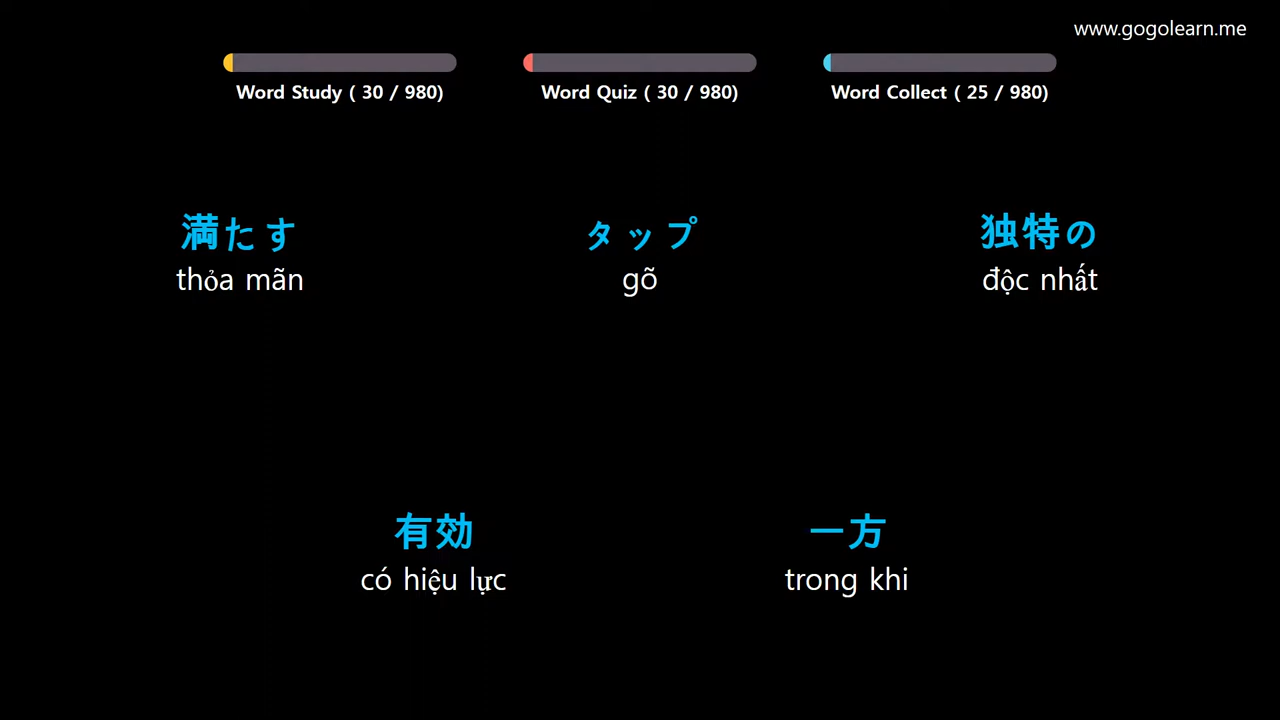 www.gogolearn.me
Word Study ( 30 / 980)
Word Quiz ( 30 / 980)
Word Collect ( 25 / 980)
満たす
thỏa mãn
タップ
gõ
独特の
độc nhất
有効
có hiệu lực
一方
trong khi